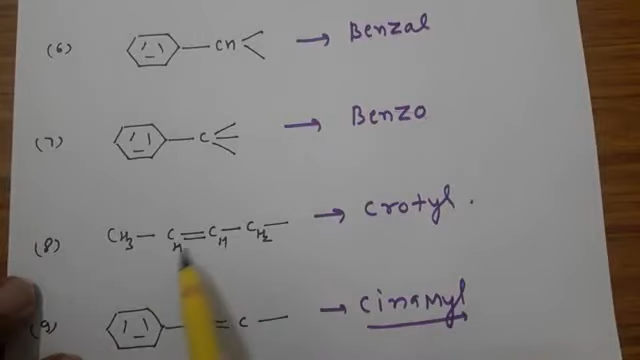 (6) CH → Benzal
(7) C → Benzo
(8) CH3 — CH = CH — CH2 — → Crotyl.
(9) = C — → Cinamyl